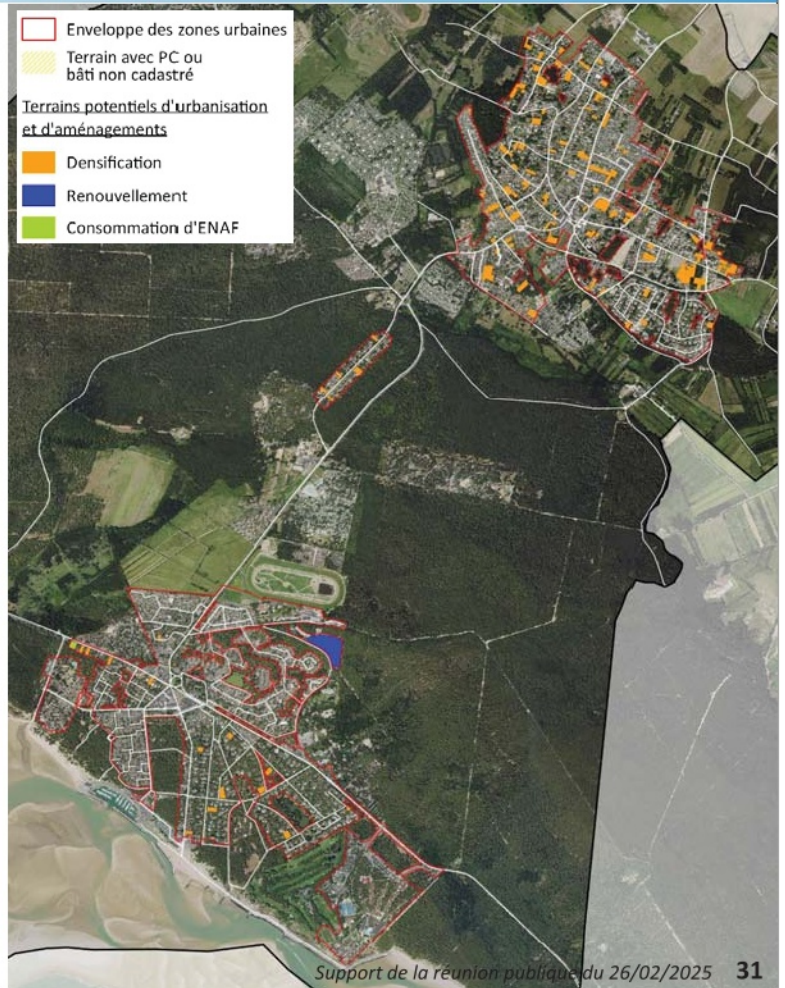 Enveloppe des zones urbaines
Terrain avec PC ou
bâti non cadastré
Terrains potentiels d'urbanisation
et d'aménagements
Densification
Renouvellement
Consommation d'ENAF
Support de la réunion publique du 26/02/2025 31